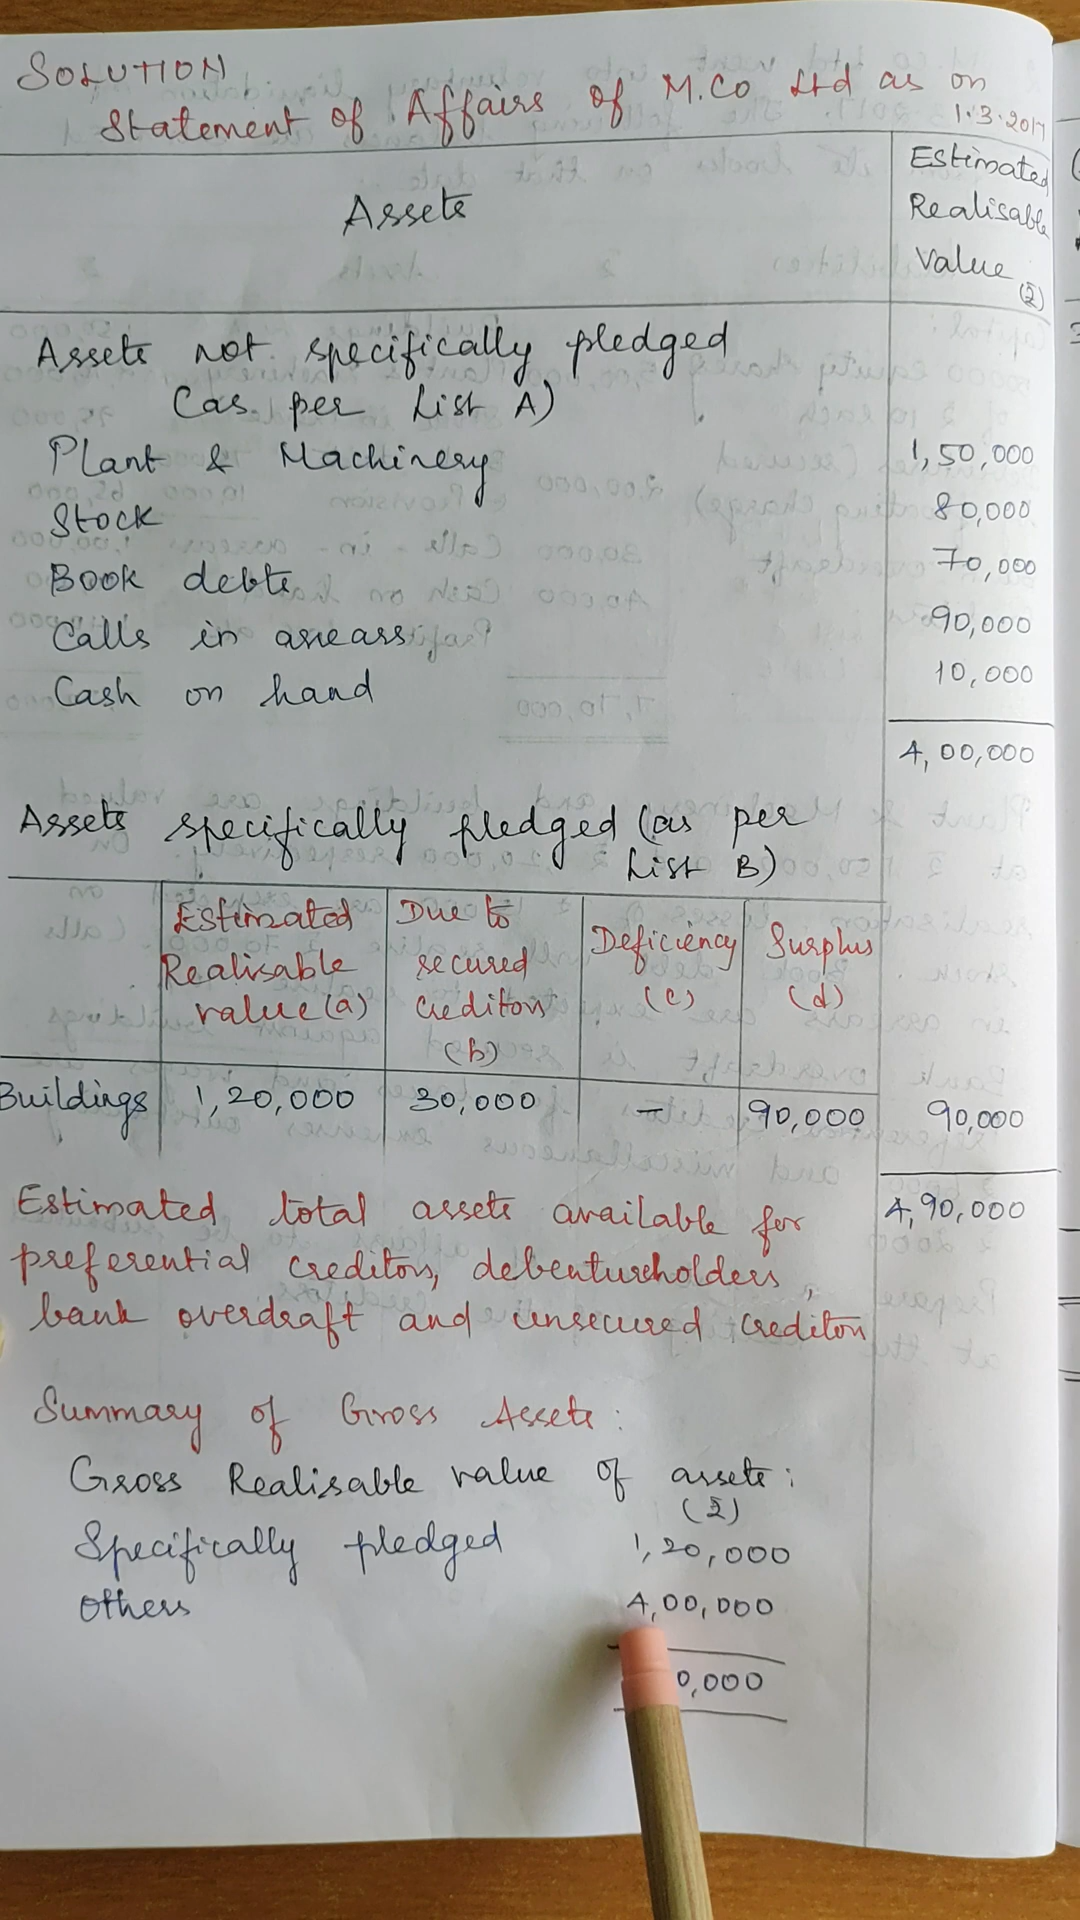 SOLUTION
Statement of Affairs of M.Co Ltd as on
1.3.2017
Assets
Estimated
Realisable
Value
(₹)
Assets not specifically pledged
(as per List A)
Plant & Machinery 1,50,000
Stock 80,000
Book debts 70,000
Calls in arrears 90,000
Cash on hand 10,000
4,00,000
Assets specifically pledged (as per
List B)
Estimated Realisable value (a)
Due to secured Creditors (b)
Deficiency (c)
Surplus (d)
Buildings 1,20,000 30,000 — 90,000 90,000
Estimated total assets available for 4,90,000
preferential creditors, debentureholders,
bank overdraft and unsecured creditors
Summary of Gross Assets:
Gross Realisable value of assets:
(₹)
Specifically pledged 1,20,000
Others 4,00,000
0,000